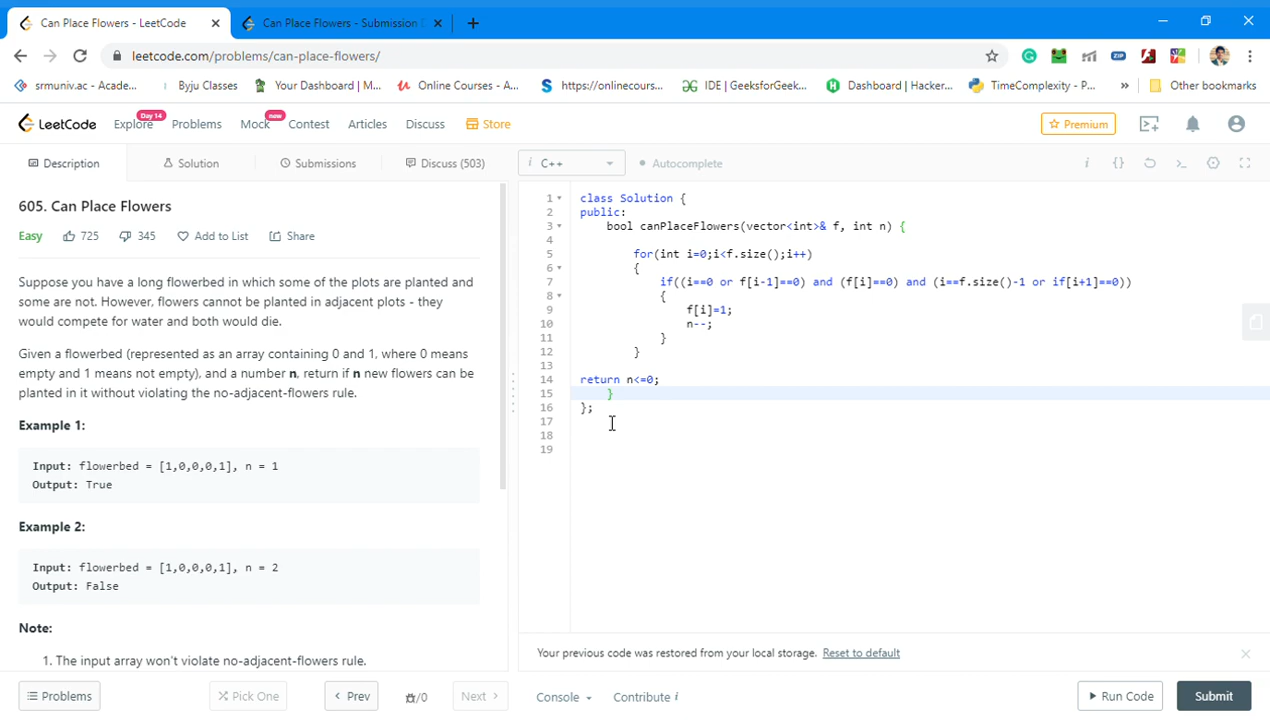 Can Place Flowers - LeetCode
Can Place Flowers - Submission
leetcode.com/problems/can-place-flowers/
srmuniv.ac - Acade...
Byju Classes
Your Dashboard | M...
Online Courses - A...
https://onlinecours...
IDE | GeeksforGeek...
Dashboard | Hacker...
TimeComplexity - P...
»
Other bookmarks
LeetCode
Explore
Day 14
Problems
Mock
new
Contest
Articles
Discuss
Store
Premium
Description
Solution
Submissions
Discuss (503)
i C++
Autocomplete
605. Can Place Flowers
Easy 725 345 Add to List Share
Suppose you have a long flowerbed in which some of the plots are planted and
some are not. However, flowers cannot be planted in adjacent plots - they
would compete for water and both would die.
Given a flowerbed (represented as an array containing 0 and 1, where 0 means
empty and 1 means not empty), and a number n, return if n new flowers can be
planted in it without violating the no-adjacent-flowers rule.
Example 1:
Input: flowerbed = [1,0,0,0,1], n = 1
Output: True
Example 2:
Input: flowerbed = [1,0,0,0,1], n = 2
Output: False
Note:
1. The input array won't violate no-adjacent-flowers rule.
1 class Solution {
2 public:
3 bool canPlaceFlowers(vector<int>& f, int n) {
4
5 for(int i=0;i<f.size();i++)
6 {
7 if((i==0 or f[i-1]==0) and (f[i]==0) and (i==f.size()-1 or if[i+1]==0))
8 {
9 f[i]=1;
10 n--;
11 }
12 }
13
14 return n<=0;
15 }
16 };
17
18
19
Your previous code was restored from your local storage. Reset to default
Problems
Pick One
Prev
/0
Next
Console
Contribute i
Run Code
Submit